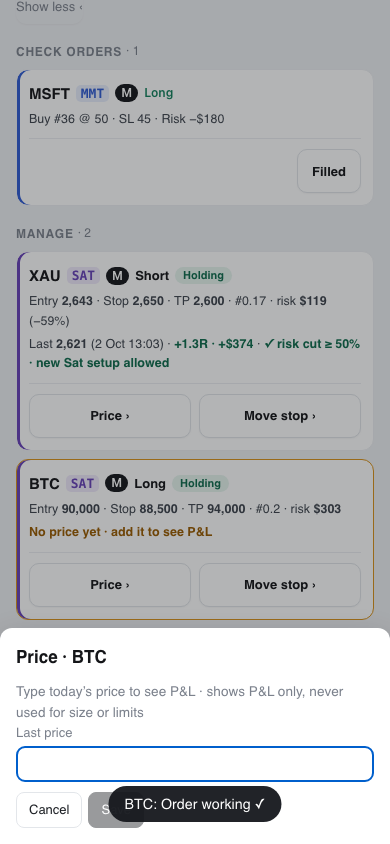 Show less ‹
CHECK ORDERS · 1
MSFT MMT M Long
Buy #36 @ 50 · SL 45 · Risk −$180
Filled
MANAGE · 2
XAU SAT M Short Holding
Entry 2,643 · Stop 2,650 · TP 2,600 · #0.17 · risk $119
(−59%)
Last 2,621 (2 Oct 13:03) · +1.3R · +$374 · ✓ risk cut ≥ 50%
· new Sat setup allowed
Price › Move stop ›
BTC SAT M Long Holding
Entry 90,000 · Stop 88,500 · TP 94,000 · #0.2 · risk $303
No price yet · add it to see P&L
Price › Move stop ›
Price · BTC
Type today’s price to see P&L · shows P&L only, never
used for size or limits
Last price
Cancel
BTC: Order working ✓